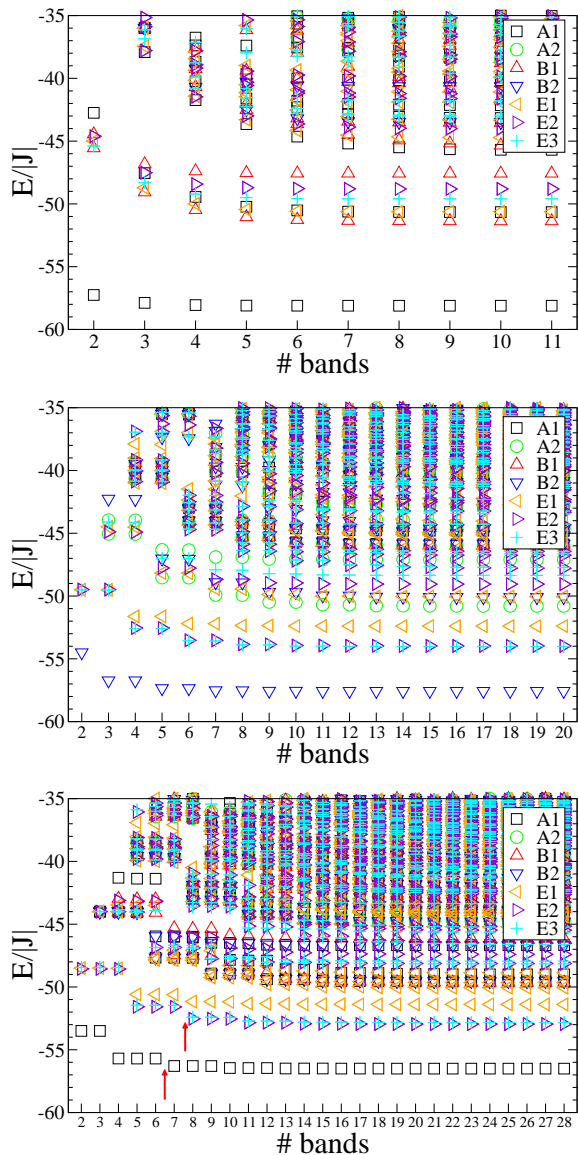 -35
-40
-45
-50
-55
-60
E/|J|
2 3 4 5 6 7 8 9 10 11
# bands
A1
A2
B1
B2
E1
E2
E3
-35
-40
-45
-50
-55
-60
E/|J|
2 3 4 5 6 7 8 9 10 11 12 13 14 15 16 17 18 19 20
# bands
A1
A2
B1
B2
E1
E2
E3
-35
-40
-45
-50
-55
-60
E/|J|
2 3 4 5 6 7 8 9 10 11 12 13 14 15 16 17 18 19 20 21 22 23 24 25 26 27 28
# bands
A1
A2
B1
B2
E1
E2
E3